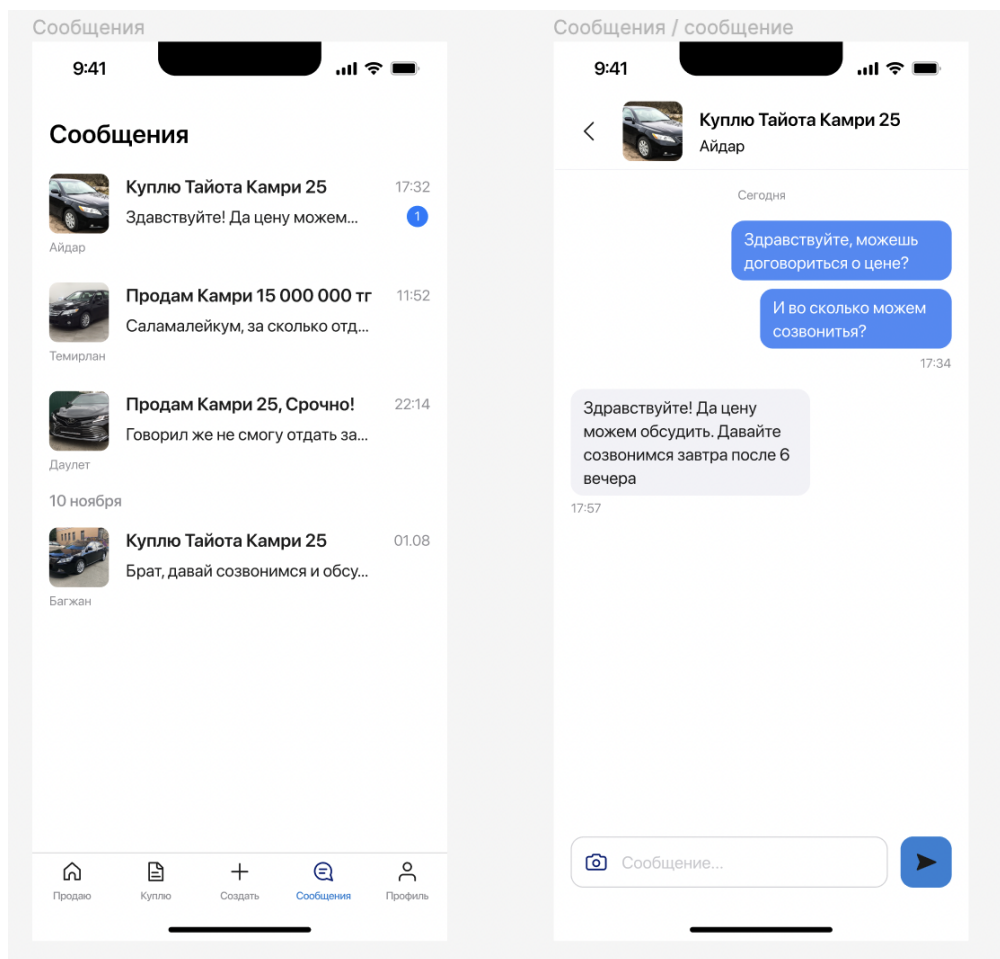 Сообщения
9:41
Сообщения
Куплю Тайота Камри 25
17:32
Здавствуйте! Да цену можем...
1
Айдар
Продам Камри 15 000 000 тг
11:52
Саламалейкум, за сколько отд...
Темирлан
Продам Камри 25, Срочно!
22:14
Говорил же не смогу отдать за...
Даулет
10 ноября
Куплю Тайота Камри 25
01.08
Брат, давай созвонимся и обсу...
Багжан
Продаю
Куплю
Создать
Сообщения
Профиль
Сообщения / сообщение
9:41
Куплю Тайота Камри 25
Айдар
Сегодня
Здравствуйте, можешь
договориться о цене?
И во сколько можем
созвонитья?
17:34
Здравствуйте! Да цену
можем обсудить. Давайте
созвонимся завтра после 6
вечера
17:57
Сообщение...